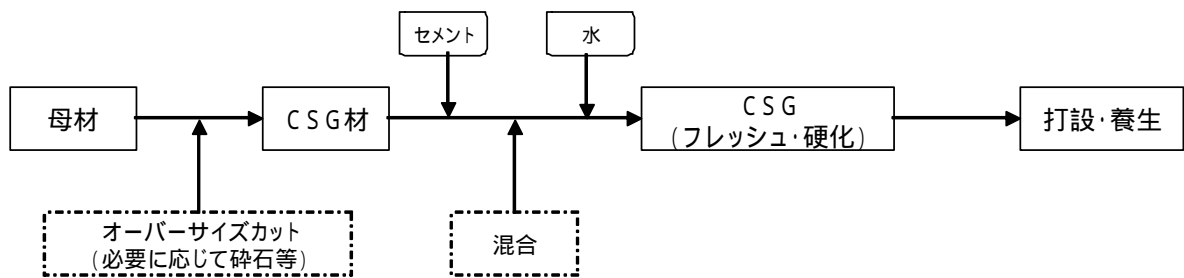 セメント
水
母材
CSG材
CSG
(フレッシュ・硬化)
打設・養生
オーバーサイズカット
(必要に応じて砕石等)
混合